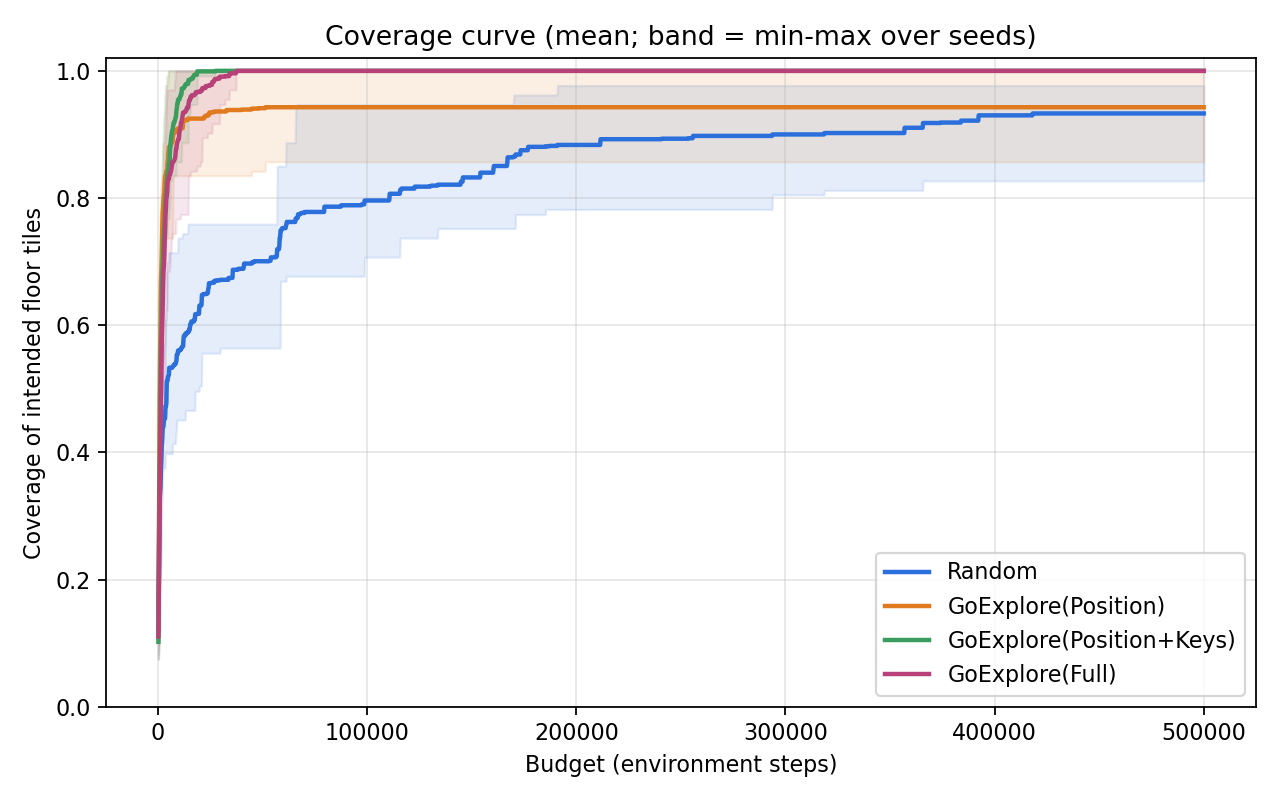 Coverage curve (mean; band = min-max over seeds)
Coverage of intended floor tiles
1.0
0.8
0.6
0.4
0.2
0.0
Random
GoExplore(Position)
GoExplore(Position+Keys)
GoExplore(Full)
0 100000 200000 300000 400000 500000
Budget (environment steps)